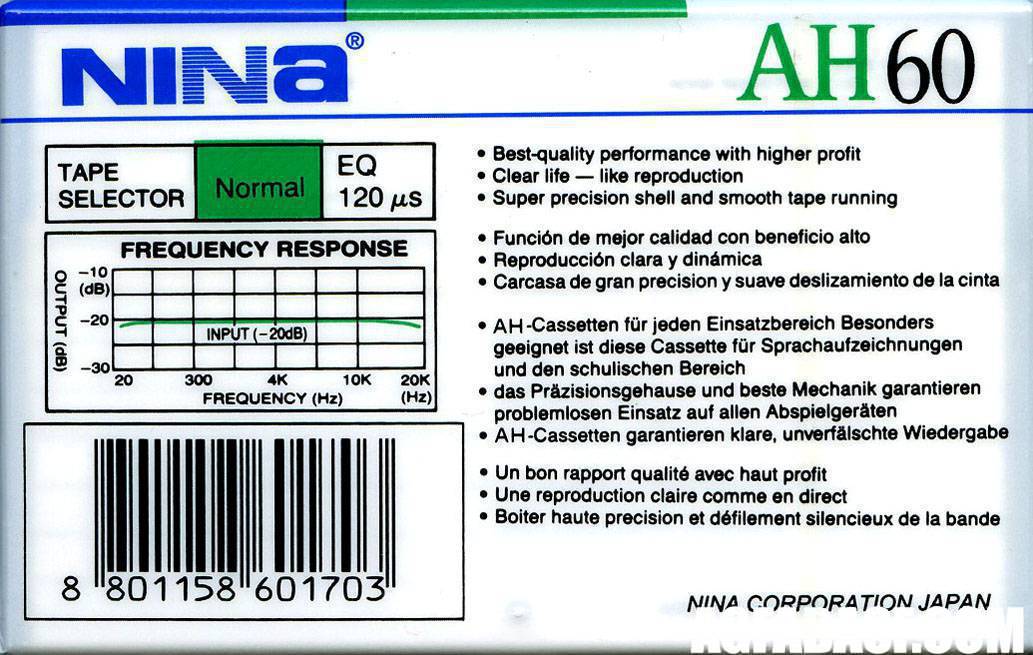 NINA®
AH60
TAPE SELECTOR
Normal
EQ 120 µs
FREQUENCY RESPONSE
OUTPUT (dB)
-10 (dB)
-20
-30
INPUT (-20dB)
20 300 4K 10K 20K
FREQUENCY (Hz) (Hz)
8 801158 601703
• Best-quality performance with higher profit
• Clear life — like reproduction
• Super precision shell and smooth tape running
• Función de mejor calidad con beneficio alto
• Reproducción clara y dinámica
• Carcasa de gran precision y suave deslizamiento de la cinta
• AH-Cassetten für jeden Einsatzbereich Besonders
geeignet ist diese Cassette für Sprachaufzeichnungen
und den schulischen Bereich
• das Präzisionsgehause und beste Mechanik garantieren
problemlosen Einsatz auf allen Abspielgeräten
• AH-Cassetten garantieren klare, unverfälschte Wiedergabe
• Un bon rapport qualité avec haut profit
• Une reproduction claire comme en direct
• Boiter haute precision et défilement silencieux de la bande
NINA CORPORATION JAPAN